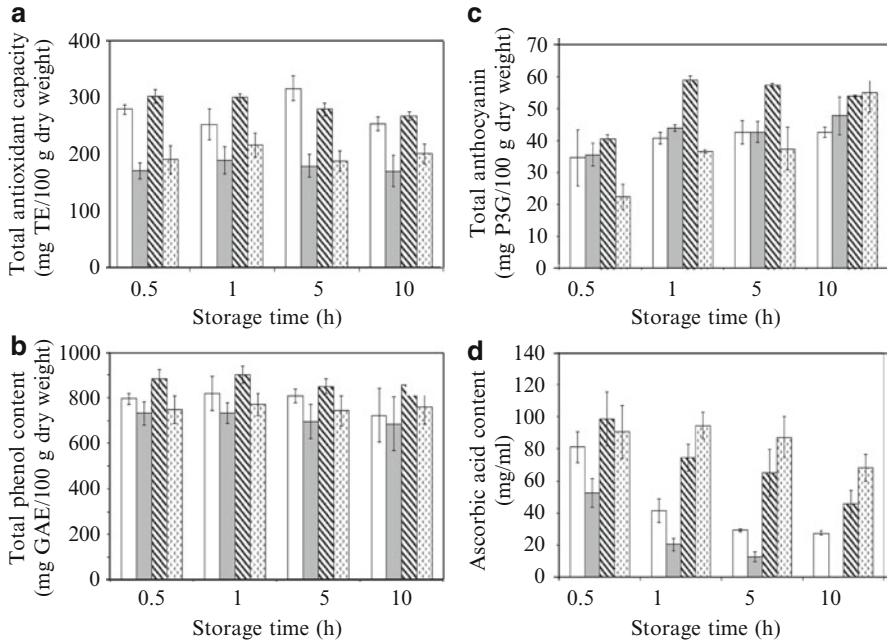 a
Total antioxidant capacity
(mg TE/100 g dry weight)
400
300
200
100
0
0.5 1 5 10
Storage time (h)
b
Total phenol content
(mg GAE/100 g dry weight)
1000
800
600
400
200
0
0.5 1 5 10
Storage time (h)
c
Total anthocyanin
(mg P3G/100 g dry weight)
70
60
50
40
30
20
10
0
0.5 1 5 10
Storage time (h)
d
Ascorbic acid content
(mg/ml)
140
120
100
80
60
40
20
0
0.5 1 5 10
Storage time (h)